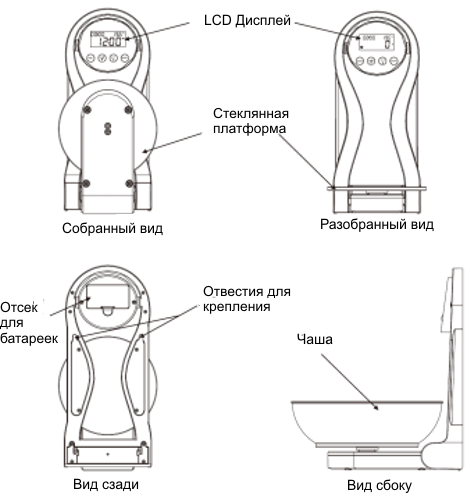 LCD Дисплей
Стеклянная
платформа
Собранный вид
Разобранный вид
Отсек
для
батареек
Отвестия для
крепления
Чаша
Вид сзади
Вид сбоку